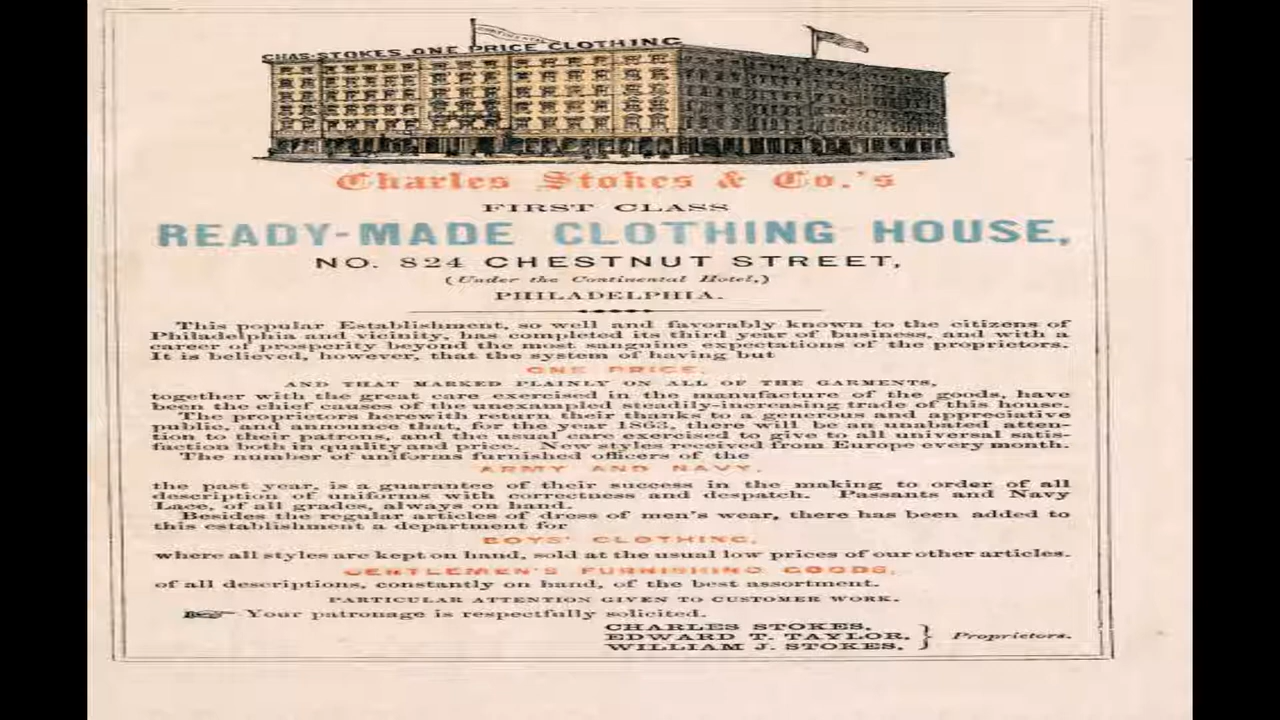 CONTINENTAL
CHAS. STOKES ONE PRICE CLOTHING
Charles Stokes & Co.'s
FIRST CLASS
READY-MADE CLOTHING HOUSE,
NO. 824 CHESTNUT STREET,
(Under the Continental Hotel,)
PHILADELPHIA.
This popular Establishment, so well and favorably known to the citizens of
Philadelphia and vicinity, has completed its third year of business, and with a
career of prosperity beyond the most sanguine expectations of the proprietors.
It is believed, however, that the system of having but
ONE PRICE,
AND THAT MARKED PLAINLY ON ALL OF THE GARMENTS,
together with the great care exercised in the manufacture of the goods, have
been the chief causes of the unexampled steadily-increasing trade of this house.
The proprietors herewith return their thanks to a generous and appreciative
public, and announce that, for the year 1863, there will be an unabated atten-
tion to their patrons, and the usual care exercised to give to all universal satis-
faction both in quality and price. New styles received from Europe every month.
The number of uniforms furnished officers of the
ARMY AND NAVY,
the past year, is a guarantee of their success in the making to order of all
description of uniforms with correctness and despatch. Passants and Navy
Lace, of all grades, always on hand.
Besides the regular articles of dress of men's wear, there has been added to
this establishment a department for
BOYS' CLOTHING,
where all styles are kept on hand, sold at the usual low prices of our other articles.
GENTLEMEN'S FURNISHING GOODS,
of all descriptions, constantly on hand, of the best assortment.
PARTICULAR ATTENTION GIVEN TO CUSTOMER WORK.
Your patronage is respectfully solicited.
CHARLES STOKES,
EDWARD T. TAYLOR, } Proprietors.
WILLIAM J. STOKES,